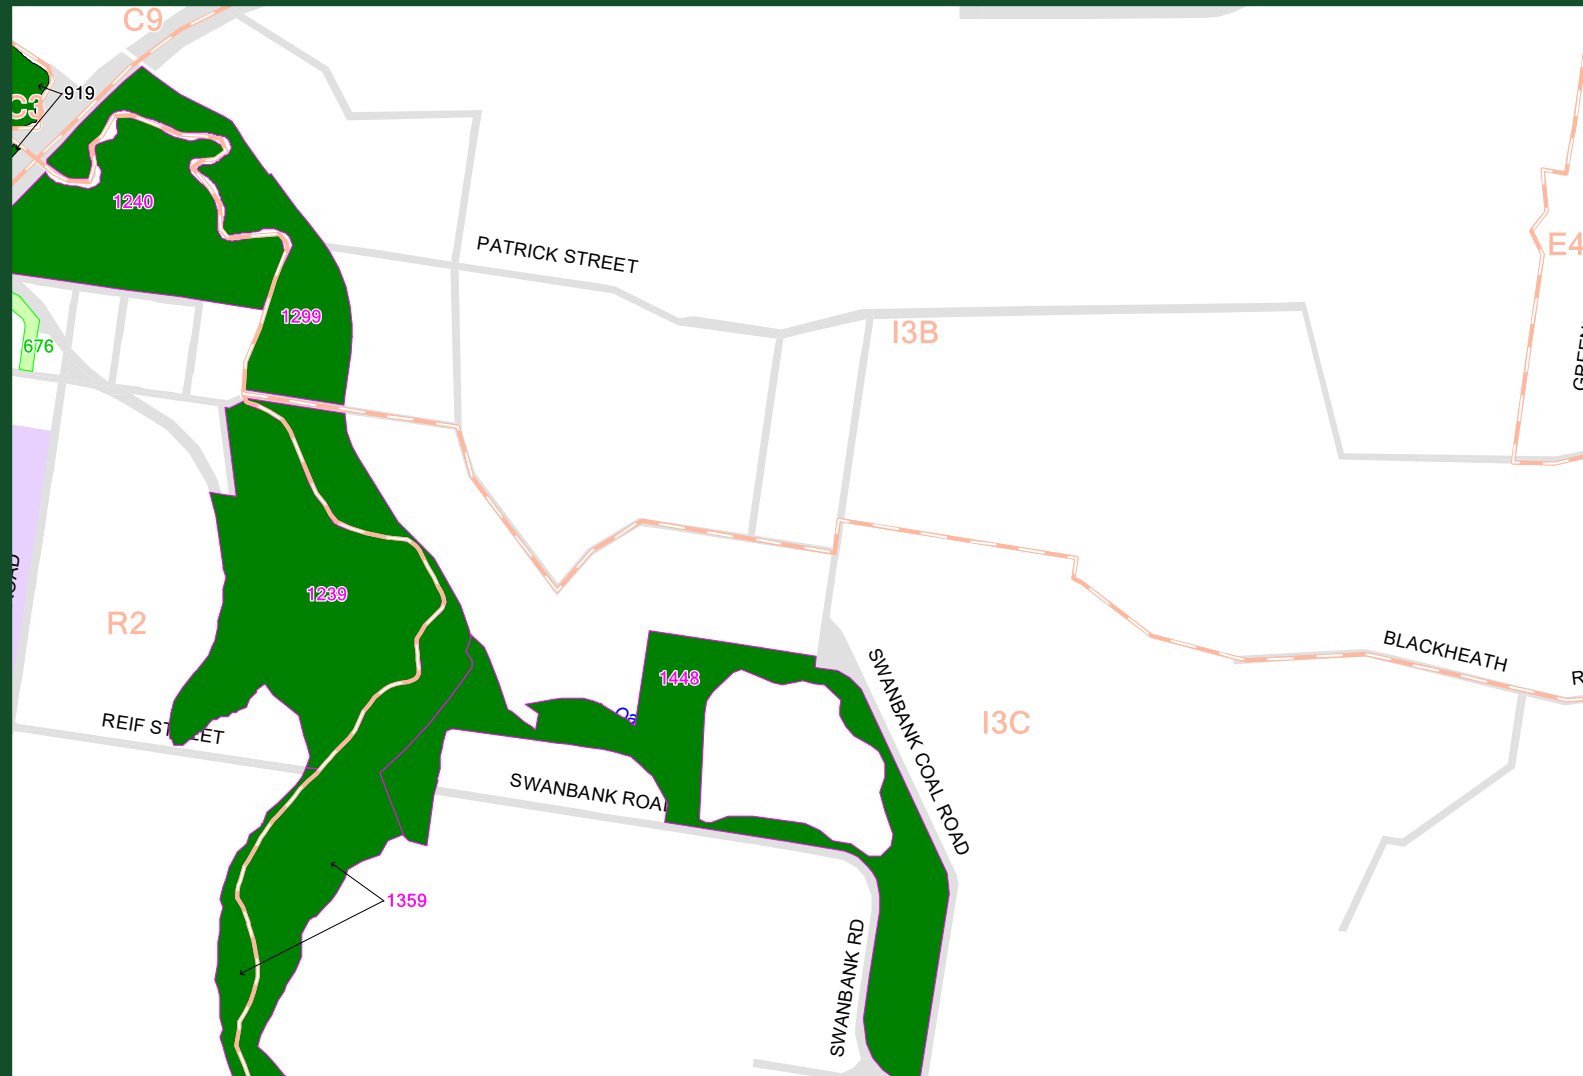 C9
919
C3
1240
PATRICK STREET
E4
1299
I3B
676
1239
R2
BLACKHEATH
1448
I3C
REIF
SWANBANK COAL ROAD
SWANBANK
1359
SWANBANK RD